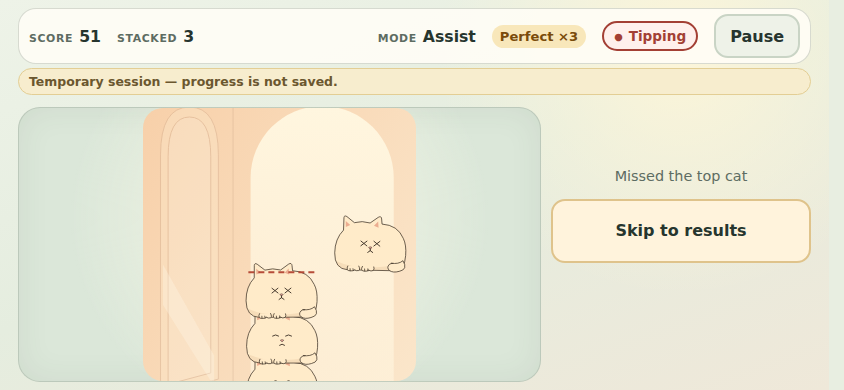 SCORE 51 STACKED 3 MODE Assist Perfect ×3 ● Tipping Pause
Temporary session — progress is not saved.
Missed the top cat
Skip to results